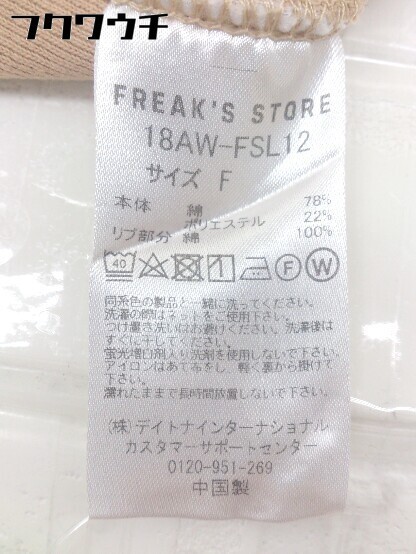 フクワウチ
FREAK'S STORE
18AW-FSL12
サイズ F
本体 綿 78%
ポリエステル 22%
リブ部分 綿 100%
40 F W
同系色の製品と一緒に洗ってください。
洗濯の際はネットをご使用ください。
つけ置き洗いはお避けください。洗濯後は
すぐに干してください。
蛍光増白剤入り洗剤を使用しないで下さい。
アイロンはあて布をし、軽く裏から掛けて
下さい。
濡れたままで長時間放置しないで下さい。
(株)デイトナインターナショナル
カスタマーサポートセンター
0120-951-269
中国製